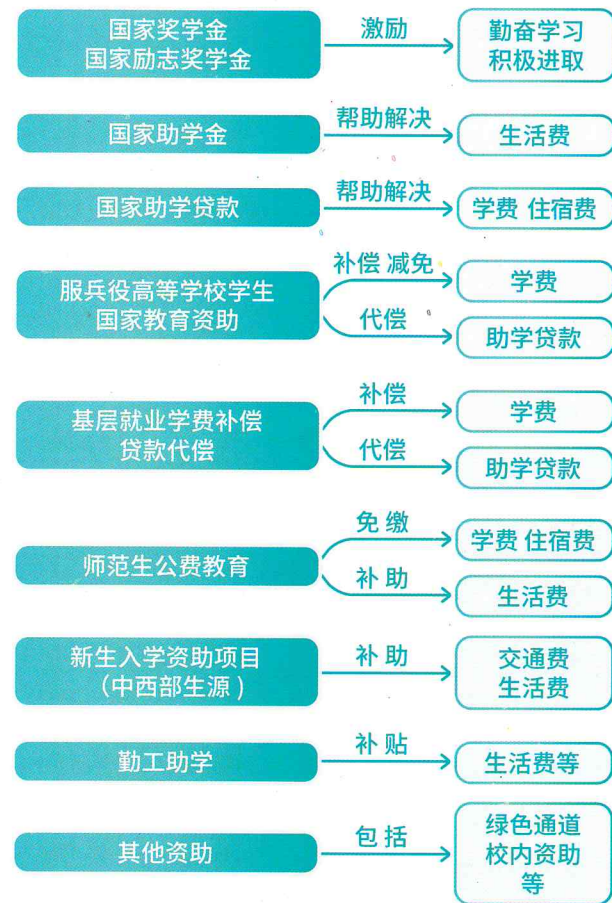 国家奖学金
国家励志奖学金
激励
勤奋学习
积极进取
国家助学金
帮助解决
生活费
国家助学贷款
帮助解决
学费 住宿费
服兵役高等学校学生
国家教育资助
补偿 减免
学费
代偿
助学贷款
基层就业学费补偿
贷款代偿
补偿
学费
代偿
助学贷款
师范生公费教育
免 缴
学费 住宿费
补 助
生活费
新生入学资助项目
（中西部生源 )
补 助
交通费
生活费
勤工助学
补 贴
生活费等
其他资助
包 括
绿色通道
校内资助
等